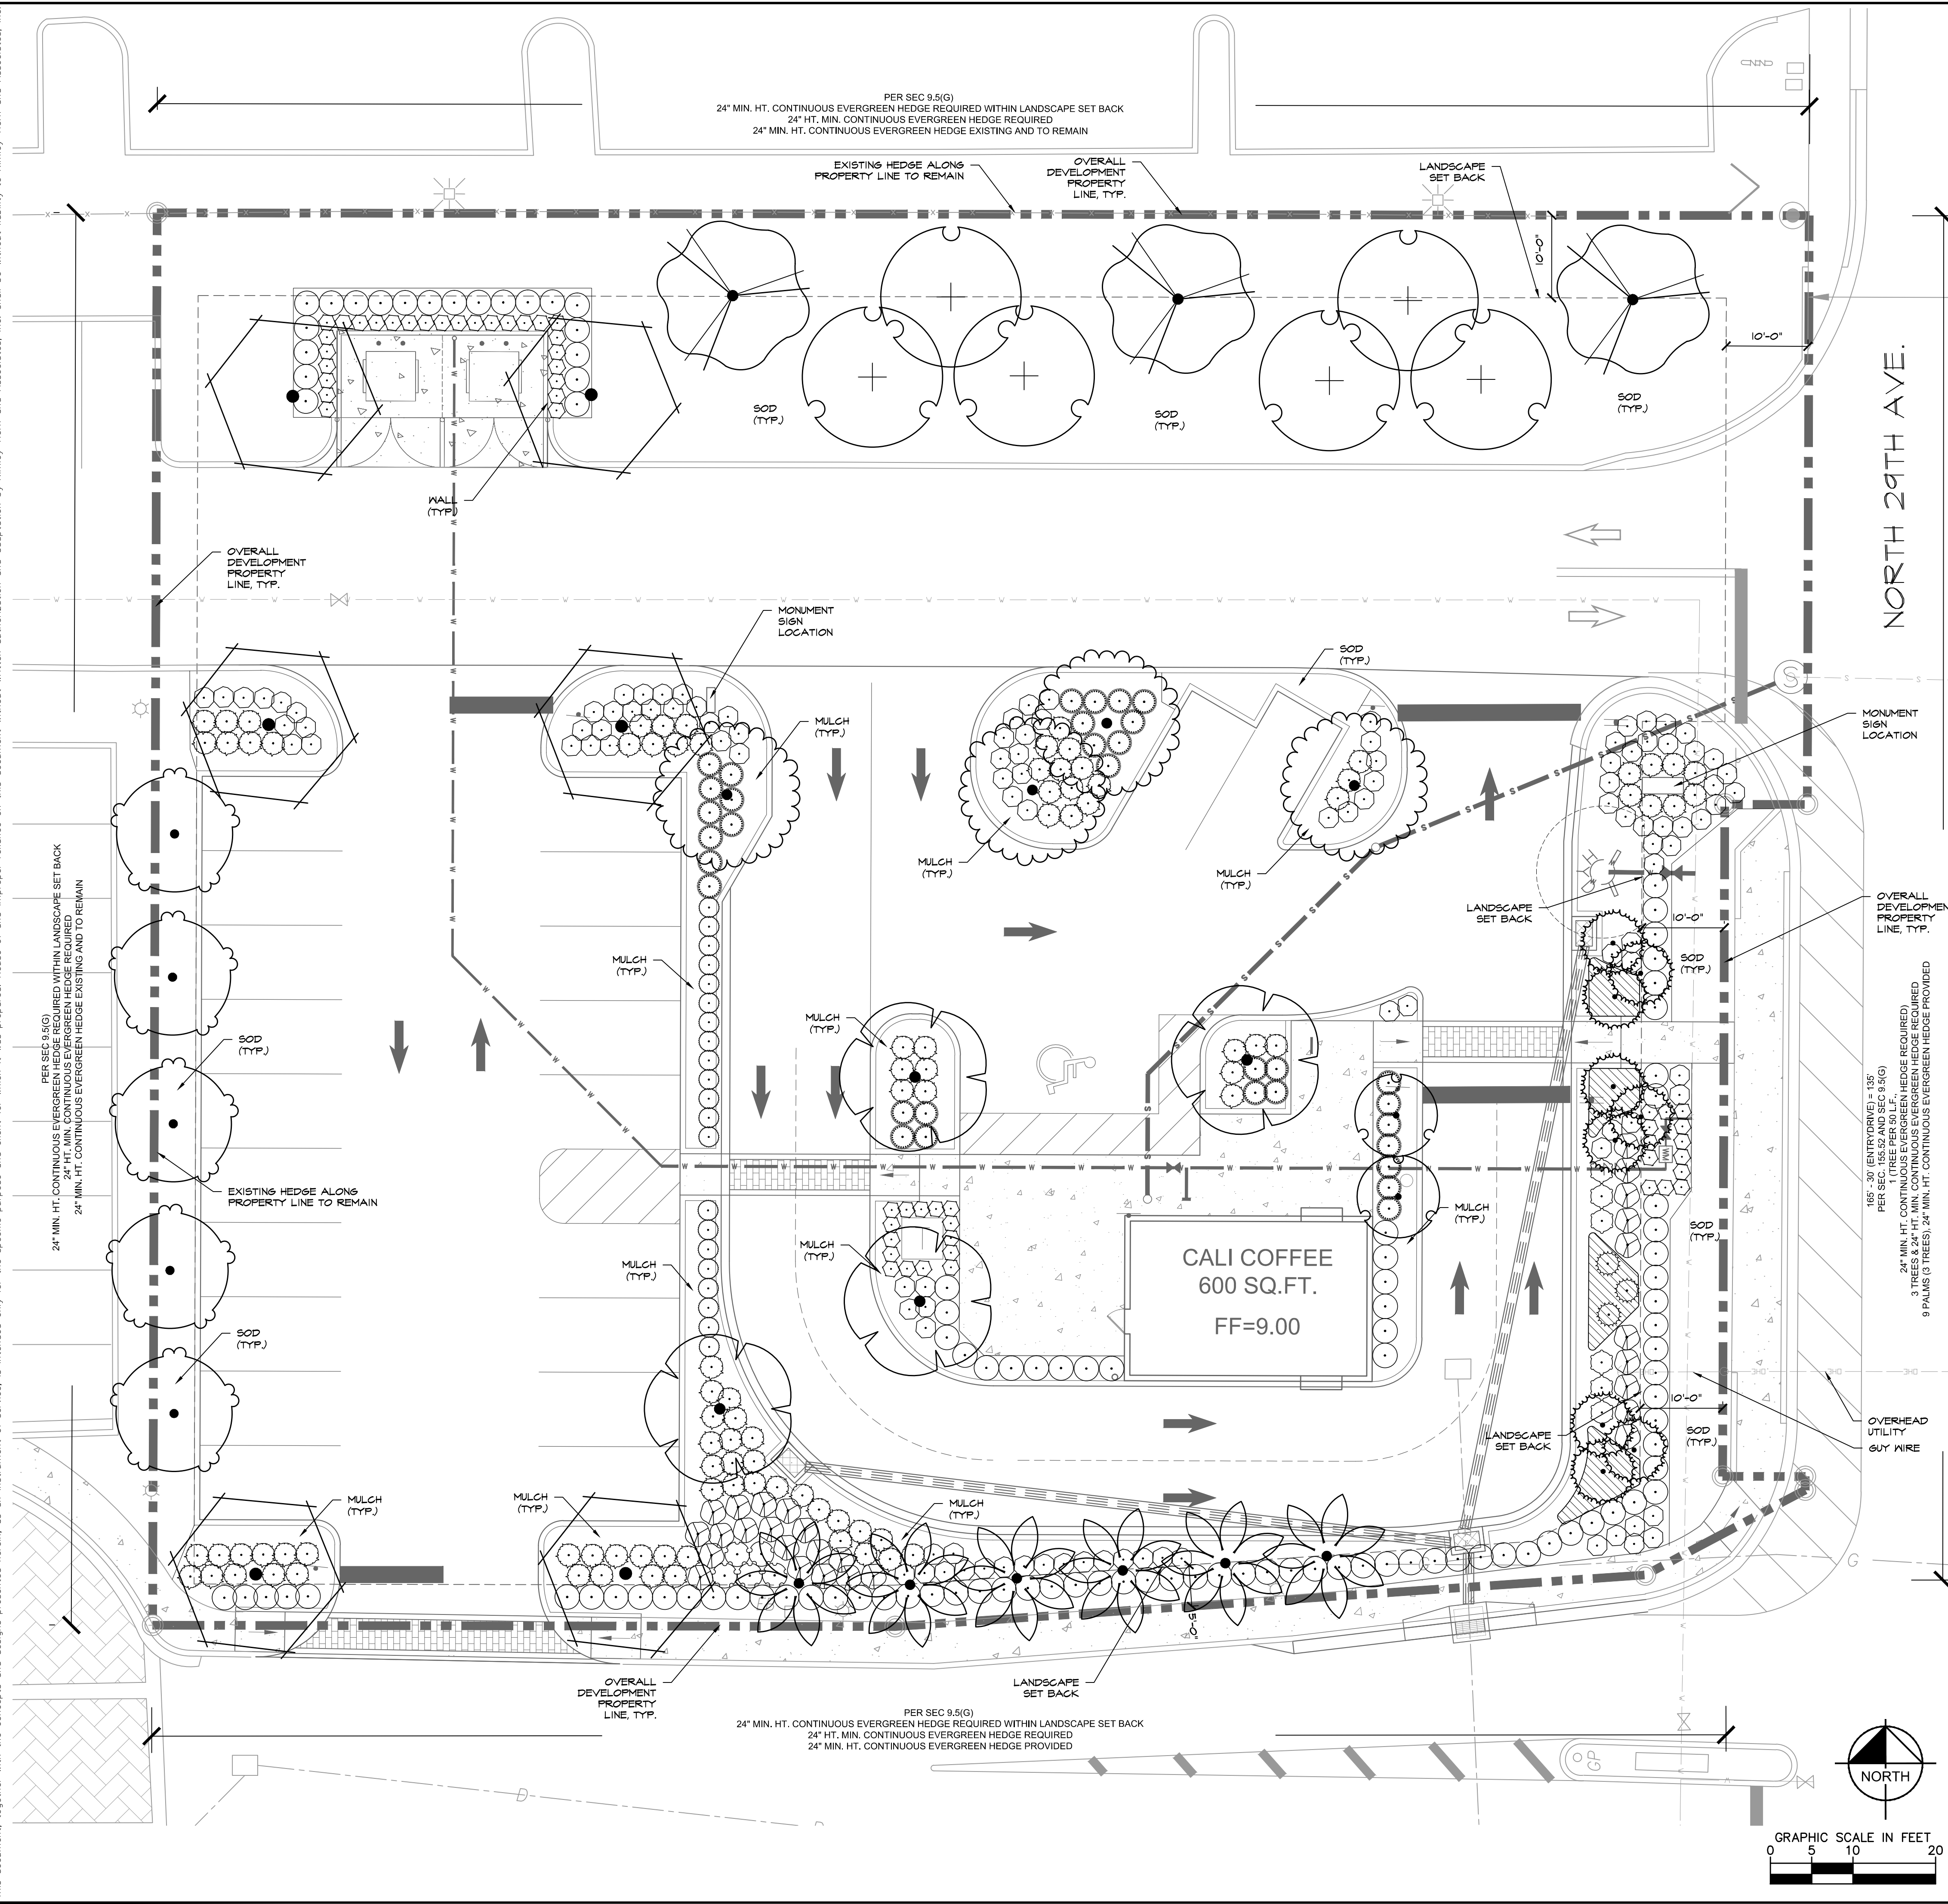 PER SEC 9.5(G)
24" MIN. HT. CONTINUOUS EVERGREEN HEDGE REQUIRED WITHIN LANDSCAPE SET BACK
24" HT. MIN. CONTINUOUS EVERGREEN HEDGE REQUIRED
24" MIN. HT. CONTINUOUS EVERGREEN HEDGE EXISTING AND TO REMAIN
EXISTING HEDGE ALONG
PROPERTY LINE TO REMAIN
OVERALL
DEVELOPMENT
PROPERTY
LINE, TYP.
LANDSCAPE
SET BACK
10'-0"
10'-0"
NORTH 29TH AVE.
SOD
(TYP.)
SOD
(TYP.)
SOD
(TYP.)
WALL
(TYP.)
OVERALL
DEVELOPMENT
PROPERTY
LINE, TYP.
MONUMENT
SIGN
LOCATION
SOD
(TYP.)
MULCH
(TYP.)
MONUMENT
SIGN
LOCATION
MULCH
(TYP.)
MULCH
(TYP.)
LANDSCAPE
SET BACK
10'-0"
OVERALL
DEVELOPMEN
PROPERTY
LINE, TYP.
SOD
(TYP.)
MULCH
(TYP.)
MULCH
(TYP.)
SOD
(TYP.)
PER SEC 9.5(G)
24" MIN. HT. CONTINUOUS EVERGREEN HEDGE REQUIRED WITHIN LANDSCAPE SET BACK
24" HT. MIN. CONTINUOUS EVERGREEN HEDGE REQUIRED
24" MIN. HT. CONTINUOUS EVERGREEN HEDGE EXISTING AND TO REMAIN
EXISTING HEDGE ALONG
PROPERTY LINE TO REMAIN
WM
MULCH
(TYP.)
MULCH
(TYP.)
MULCH
(TYP.)
SOD
(TYP.)
CALI COFFEE
600 SQ.FT.
FF=9.00
165' - 30' (ENTRYDRIVE) = 135'
PER SEC. 155.52 AND SEC 9.5(G)
1 (TREE PER 50 L.F.,
24" MIN. HT. CONTINUOUS EVERGREEN HEDGE REQUIRED)
3 TREES & 24" HT. MIN. CONTINUOUS EVERGREEN HEDGE REQUIRED
9 PALMS (3 TREES), 24" MIN. HT. CONTINUOUS EVERGREEN HEDGE PROVIDED
SOD
(TYP.)
10'-0"
LANDSCAPE
SET BACK
SOD
(TYP.)
OVERHEAD
UTILITY
GUY WIRE
MULCH
(TYP.)
MULCH
(TYP.)
MULCH
(TYP.)
G
5'-0"
OVERALL
DEVELOPMENT
PROPERTY
LINE, TYP.
LANDSCAPE
SET BACK
PER SEC 9.5(G)
24" MIN. HT. CONTINUOUS EVERGREEN HEDGE REQUIRED WITHIN LANDSCAPE SET BACK
24" HT. MIN. CONTINUOUS EVERGREEN HEDGE REQUIRED
24" MIN. HT. CONTINUOUS EVERGREEN HEDGE PROVIDED
GP
D
NORTH
GRAPHIC SCALE IN FEET
0 5 10 20